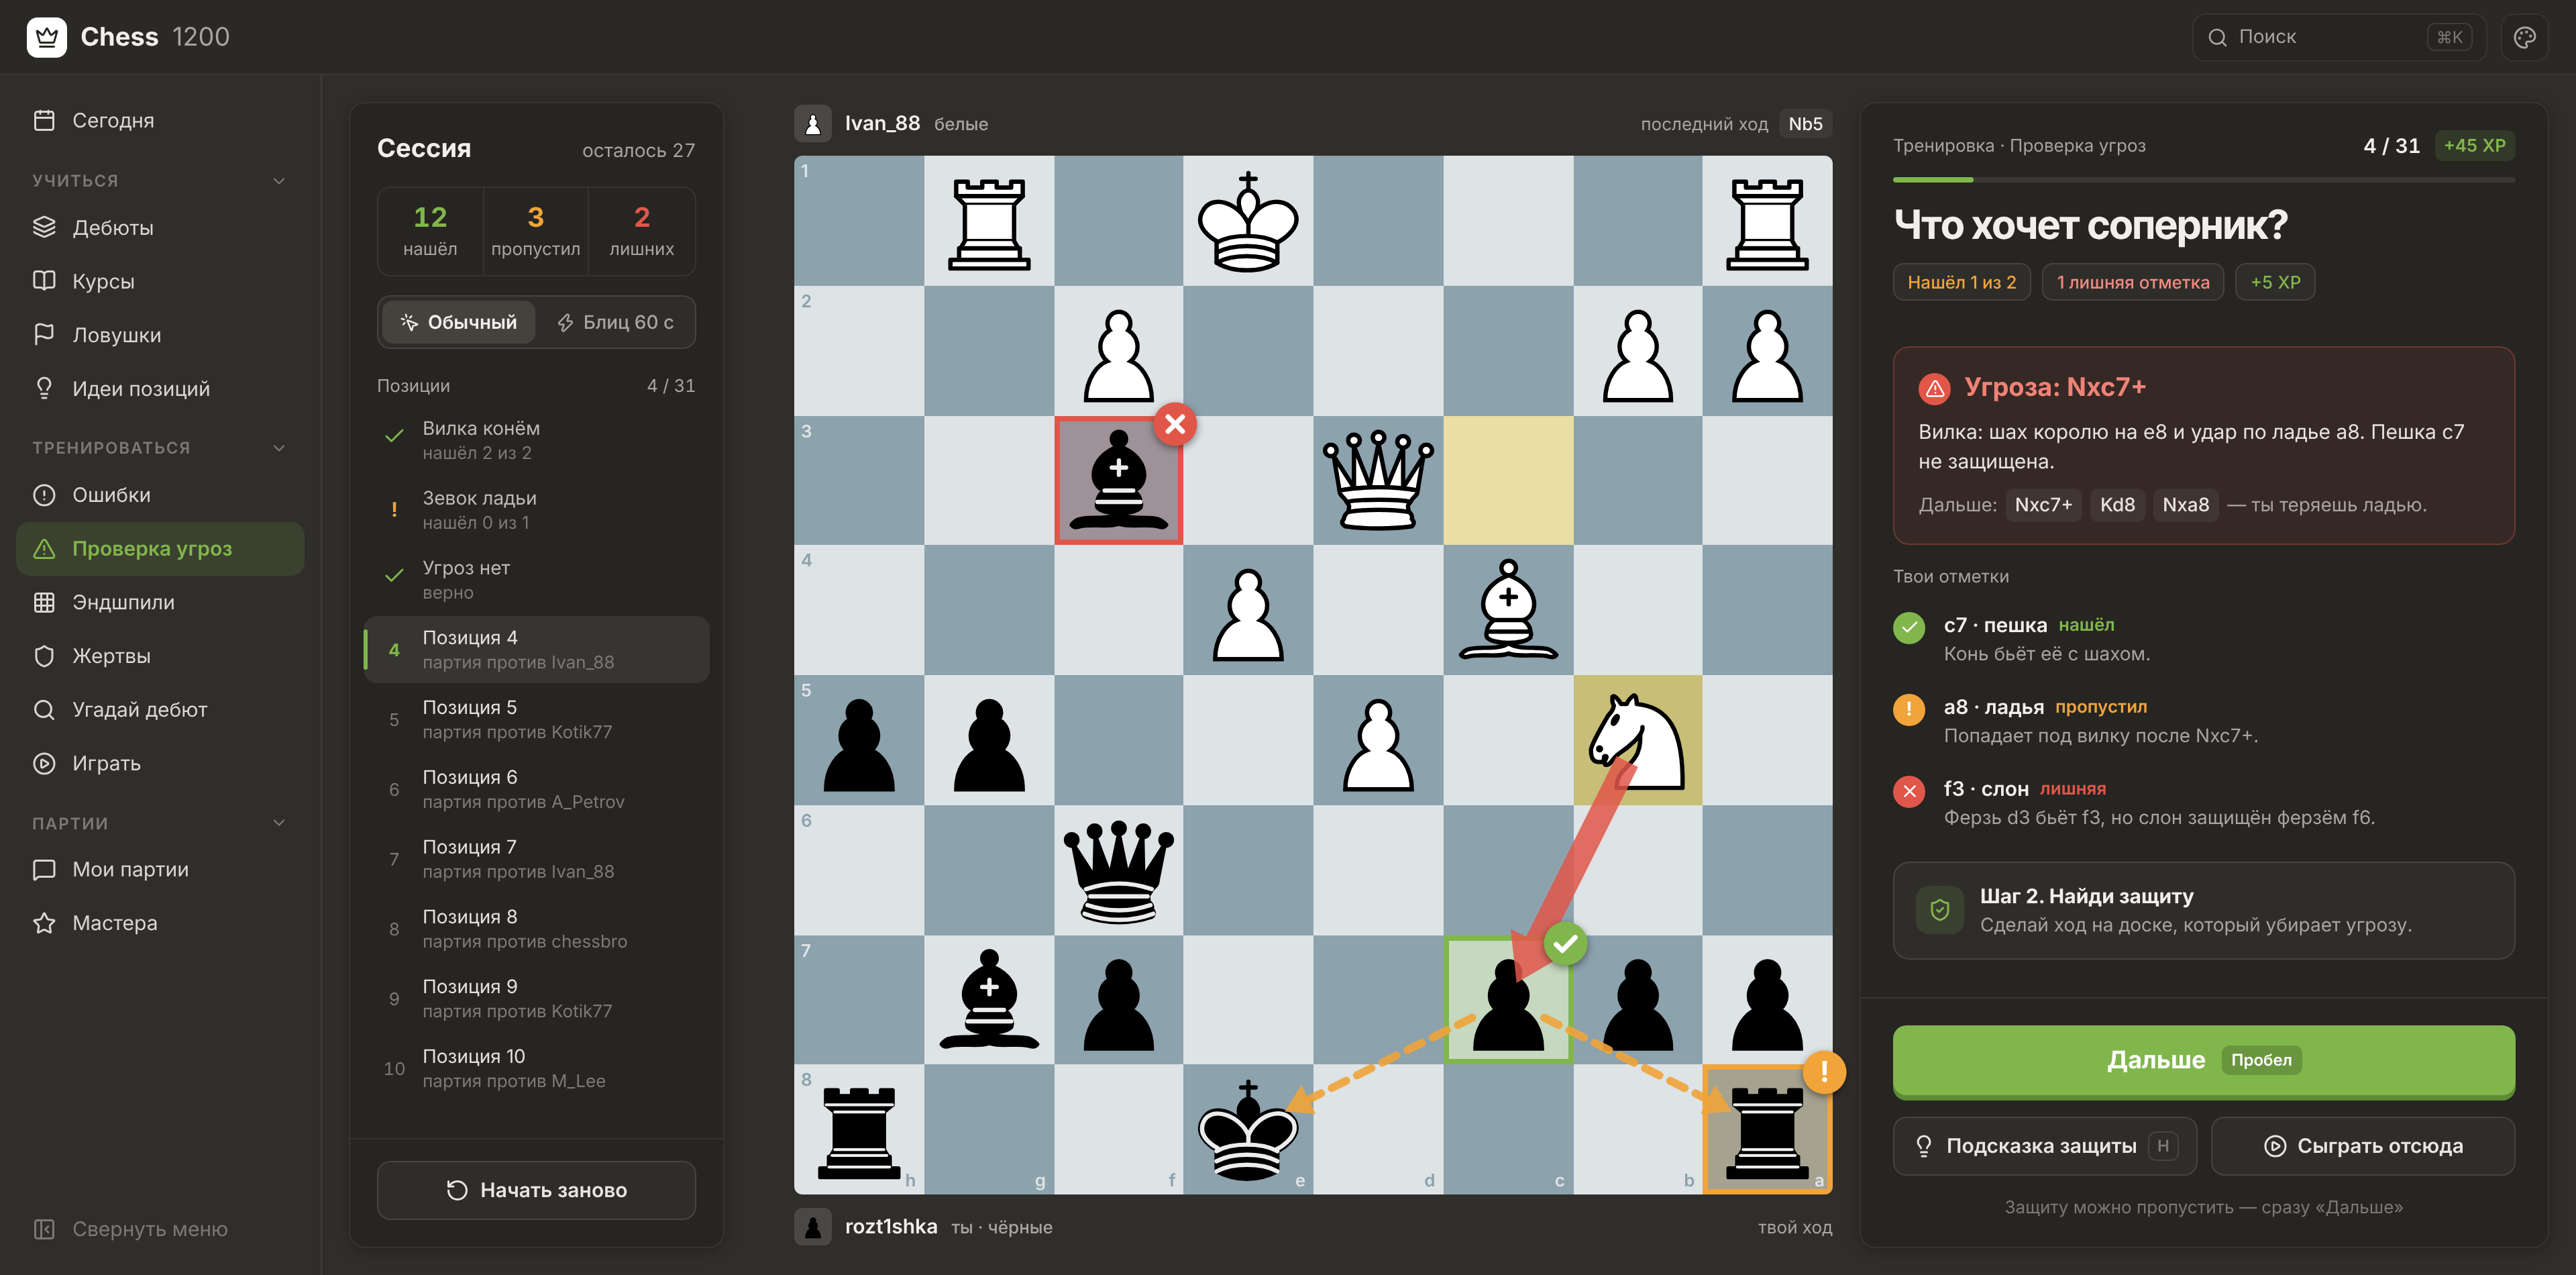 Chess 1200
Поиск ⌘K
Сегодня
УЧИТЬСЯ
Дебюты
Курсы
Ловушки
Идеи позиций
ТРЕНИРОВАТЬСЯ
Ошибки
Проверка угроз
Эндшпили
Жертвы
Угадай дебют
Играть
ПАРТИИ
Мои партии
Мастера
Свернуть меню
Сессия осталось 27
12 3 2
нашёл пропустил лишних
Обычный Блиц 60 с
Позиции 4 / 31
Вилка конём
нашёл 2 из 2
! Зевок ладьи
нашёл 0 из 1
Угроз нет
верно
4 Позиция 4
партия против Ivan_88
5 Позиция 5
партия против Kotik77
6 Позиция 6
партия против A_Petrov
7 Позиция 7
партия против Ivan_88
8 Позиция 8
партия против chessbro
9 Позиция 9
партия против Kotik77
10 Позиция 10
партия против M_Lee
Начать заново
Ivan_88 белые последний ход Nb5
1
2
3
4
5
6
7
8
h g f e d c b a
!
rozt1shka ты · чёрные твой ход
Тренировка · Проверка угроз 4 / 31 +45 XP
Что хочет соперник?
Нашёл 1 из 2 1 лишняя отметка +5 XP
Угроза: Nxc7+
Вилка: шах королю на e8 и удар по ладье a8. Пешка c7
не защищена.
Дальше: Nxc7+ Kd8 Nxa8 — ты теряешь ладью.
Твои отметки
c7 · пешка нашёл
Конь бьёт её с шахом.
! a8 · ладья пропустил
Попадает под вилку после Nxc7+.
f3 · слон лишняя
Ферзь d3 бьёт f3, но слон защищён ферзём f6.
Шаг 2. Найди защиту
Сделай ход на доске, который убирает угрозу.
Дальше Пробел
Подсказка защиты H Сыграть отсюда
Защиту можно пропустить — сразу «Дальше»